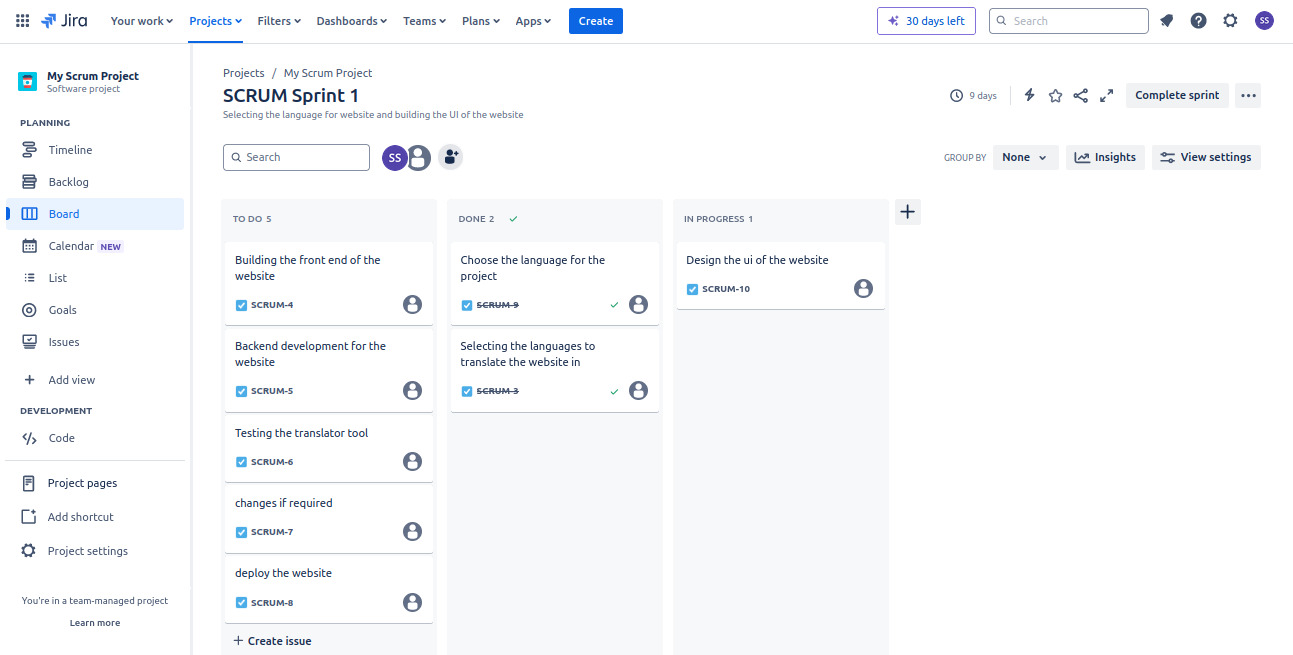 Jira
Your work
Projects
Filters
Dashboards
Teams
Plans
Apps
Create
30 days left
Search
SS
My Scrum Project
Software project
PLANNING
Timeline
Backlog
Board
Calendar NEW
List
Goals
Issues
Add view
DEVELOPMENT
Code
Project pages
Add shortcut
Project settings
You're in a team-managed project
Learn more
Projects / My Scrum Project
SCRUM Sprint 1
Selecting the language for website and building the UI of the website
9 days
Complete sprint
Search
SS
GROUP BY
None
Insights
View settings
TO DO 5
Building the front end of the
website
SCRUM-4
Backend development for the
website
SCRUM-5
Testing the translator tool
SCRUM-6
changes if required
SCRUM-7
deploy the website
SCRUM-8
Create issue
DONE 2
Choose the language for the
project
SCRUM-9
Selecting the languages to
translate the website in
SCRUM-3
IN PROGRESS 1
Design the ui of the website
SCRUM-10